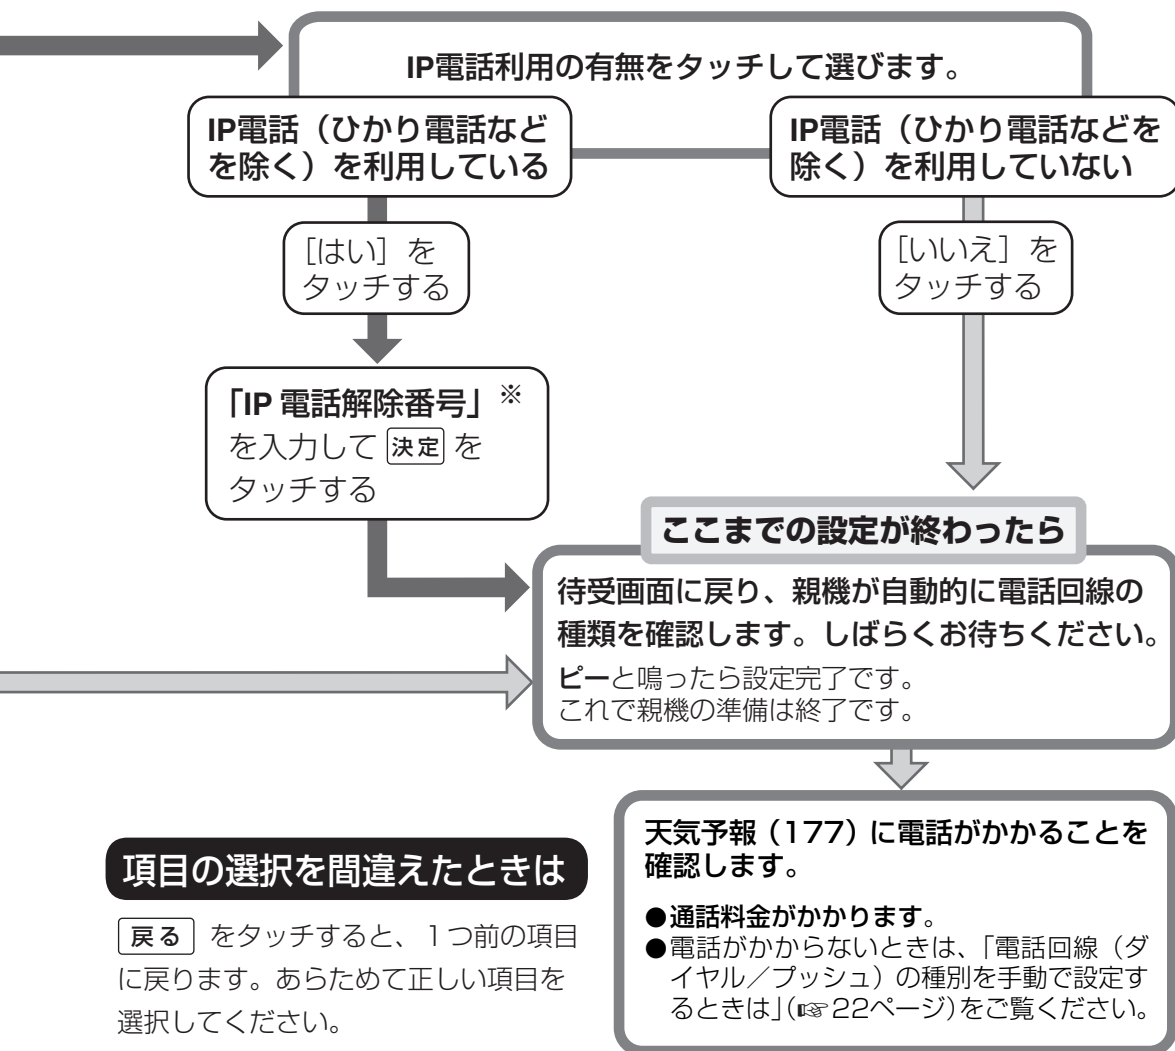 IP電話利用の有無をタッチして選びます。
IP電話（ひかり電話など
を除く）を利用している
［はい］を
タッチする
「IP 電話解除番号」※
を入力して 決定 を
タッチする
IP電話（ひかり電話などを
除く）を利用していない
［いいえ］を
タッチする
ここまでの設定が終わったら
待受画面に戻り、親機が自動的に電話回線の
種類を確認します。しばらくお待ちください。
ピーと鳴ったら設定完了です。
これで親機の準備は終了です。
天気予報（177）に電話がかかることを
確認します。
●通話料金がかかります。
●電話がかからないときは、「電話回線（ダ
イヤル／プッシュ）の種別を手動で設定す
るときは」（☞22ページ）をご覧ください。
項目の選択を間違えたときは
戻る をタッチすると、1つ前の項目
に戻ります。あらためて正しい項目を
選択してください。